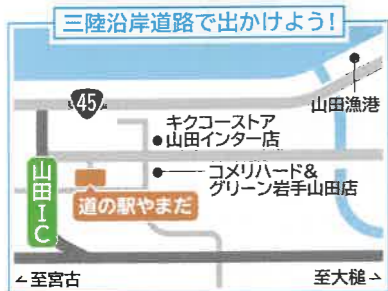 三陸沿岸道路で出かけよう!
45
山田漁港
キクコーストア
●山田インター店
コメリハード&
グリーン岩手山田店
山田IC
道の駅やまだ
至宮古
至大槌